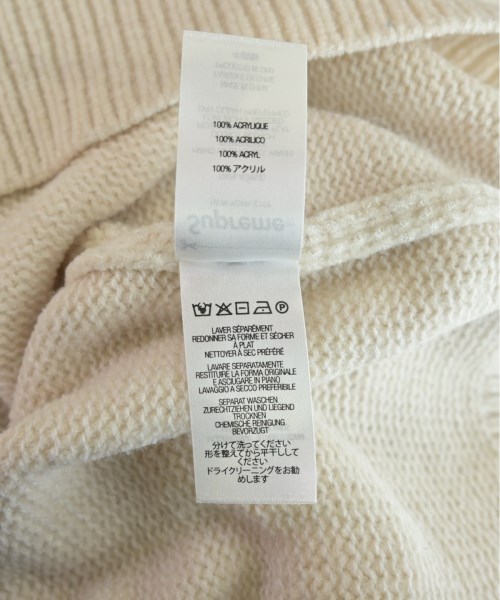 100% ACRYLIQUE
100% ACRILICO
100% ACRYL
100% アクリル
Supreme
LAVER SÉPARÉMENT
REDONNER SA FORME ET SÉCHER
À PLAT
NETTOYER À SEC PRÉFÉRÉ
LAVARE SEPARATAMENTE
RESTITUIRE LA FORMA ORIGINALE
E ASCIUGARE IN PIANO
LAVAGGIO A SECCO PREFERIBILE
SEPARAT WASCHEN
ZURECHTZIEHEN UND LIEGEND
TROCKNEN
CHEMISCHE REINIGUNG
BEVORZUGT
分けて洗ってください
形を整えてから平干しして
ください
ドライクリーニングをお勧
めします